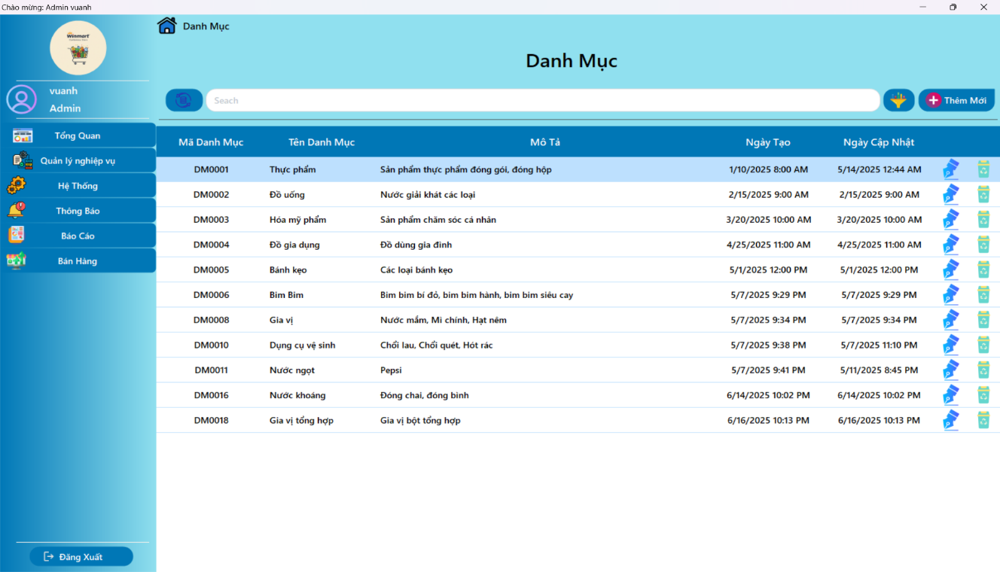 Chào mừng: Admin vuanh
Winmart
Danh Mục
Danh Mục
vuanh
Admin
Seach
Thêm Mới
Tổng Quan
Quản lý nghiệp vụ
Hệ Thống
Thông Báo
Báo Cáo
Bán Hàng
Mã Danh Mục Tên Danh Mục Mô Tả Ngày Tạo Ngày Cập Nhật
DM0001 Thực phẩm Sản phẩm thực phẩm đóng gói, đóng hộp 1/10/2025 8:00 AM 5/14/2025 12:44 AM
DM0002 Đồ uống Nước giải khát các loại 2/15/2025 9:00 AM 2/15/2025 9:00 AM
DM0003 Hóa mỹ phẩm Sản phẩm chăm sóc cá nhân 3/20/2025 10:00 AM 3/20/2025 10:00 AM
DM0004 Đồ gia dụng Đồ dùng gia đình 4/25/2025 11:00 AM 4/25/2025 11:00 AM
DM0005 Bánh kẹo Các loại bánh kẹo 5/1/2025 12:00 PM 5/1/2025 12:00 PM
DM0006 Bim Bim Bim bim bí đỏ, bim bim hành, bim bim siêu cay 5/7/2025 9:29 PM 5/7/2025 9:29 PM
DM0008 Gia vị Nước mắm, Mì chính, Hạt nêm 5/7/2025 9:34 PM 5/7/2025 9:34 PM
DM0010 Dụng cụ vệ sinh Chổi lau, Chổi quét, Hót rác 5/7/2025 9:38 PM 5/7/2025 11:10 PM
DM0011 Nước ngọt Pepsi 5/7/2025 9:41 PM 5/11/2025 8:45 PM
DM0016 Nước khoáng Đóng chai, đóng bình 6/14/2025 10:02 PM 6/14/2025 10:02 PM
DM0018 Gia vị tổng hợp Gia vị bột tổng hợp 6/16/2025 10:13 PM 6/16/2025 10:13 PM
Đăng Xuất